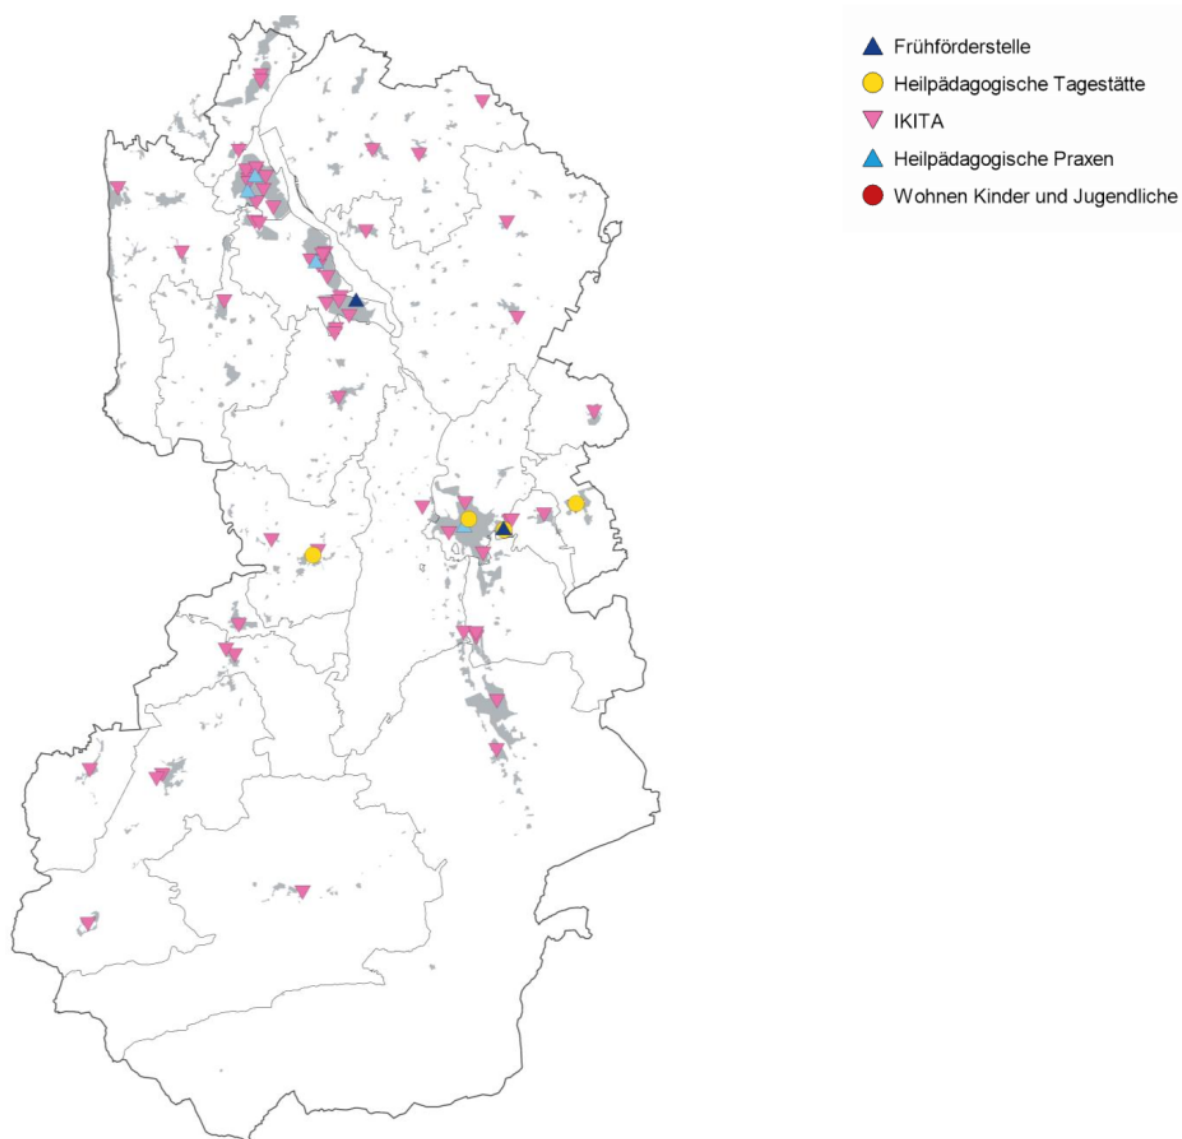 Frühförderstelle
Heilpädagogische Tagestätte
IKITA
Heilpädagogische Praxen
Wohnen Kinder und Jugendliche